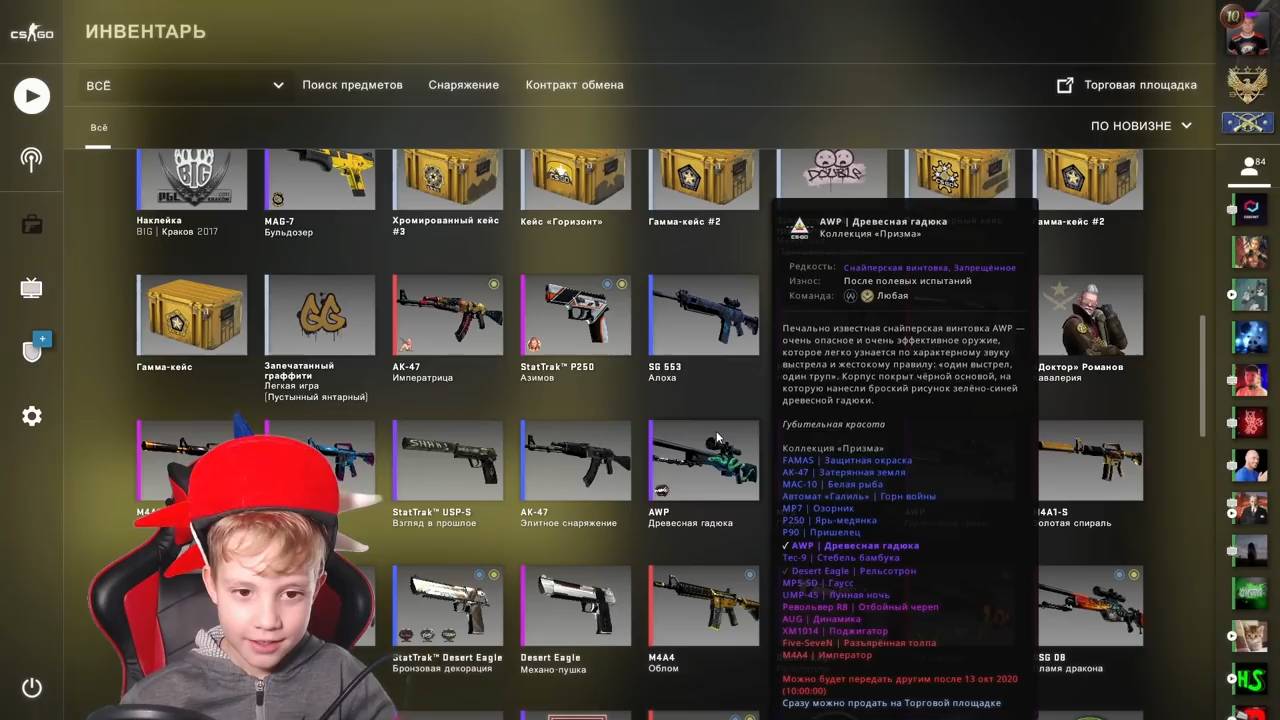 CS:GO
ИНВЕНТАРЬ
10
ВСЁ
Поиск предметов
Снаряжение
Контракт обмена
Торговая площадка
Всё
ПО НОВИЗНЕ
84
BIG
DOUBLE
Наклейка
BIG | Краков 2017
MAG-7
Бульдозер
Хромированный кейс
#3
Кейс «Горизонт»
Гамма-кейс #2
амма-кейс #2
Гамма-кейс
Запечатанный
граффити
Легкая игра
(Пустынный янтарный)
AK-47
Императрица
StatTrak™ P250
Азимов
SG 553
Алоха
«Доктор» Романов
авалерия
M4A
StatTrak™ USP-S
Взгляд в прошлое
AK-47
Элитное снаряжение
AWP
Древесная гадюка
M4A1-S
олотая спираль
StatTrak™ Desert Eagle
Бронзовая декорация
Desert Eagle
Механо-пушка
M4A4
Облом
SG 08
ламя дракона
AWP | Древесная гадюка
Коллекция «Призма»
Редкость: Снайперская винтовка, Запрещённое
Износ: После полевых испытаний
Команда: Любая
Печально известная снайперская винтовка AWP —
очень опасное и очень эффективное оружие,
которое легко узнается по характерному звуку
выстрела и жестокому правилу: «один выстрел,
один труп». Корпус покрыт чёрной основой, на
которую нанесли броский рисунок зелёно-синей
древесной гадюки.
Губительная красота
Коллекция «Призма»
FAMAS | Защитная окраска
AK-47 | Затерянная земля
MAC-10 | Белая рыба
Автомат «Галиль» | Горн войны
MP7 | Озорник
P250 | Ярь-медянка
P90 | Пришелец
✓ AWP | Древесная гадюка
Tec-9 | Стебель бамбука
✓ Desert Eagle | Рельсотрон
MP5-SD | Гаусс
UMP-45 | Лунная ночь
Револьвер R8 | Отбойный череп
AUG | Динамика
XM1014 | Поджигатор
Five-SeveN | Разъярённая толпа
M4A4 | Император
Можно будет передать другим после 13 окт 2020
(10:00:00)
Сразу можно продать на Торговой площадке
HS